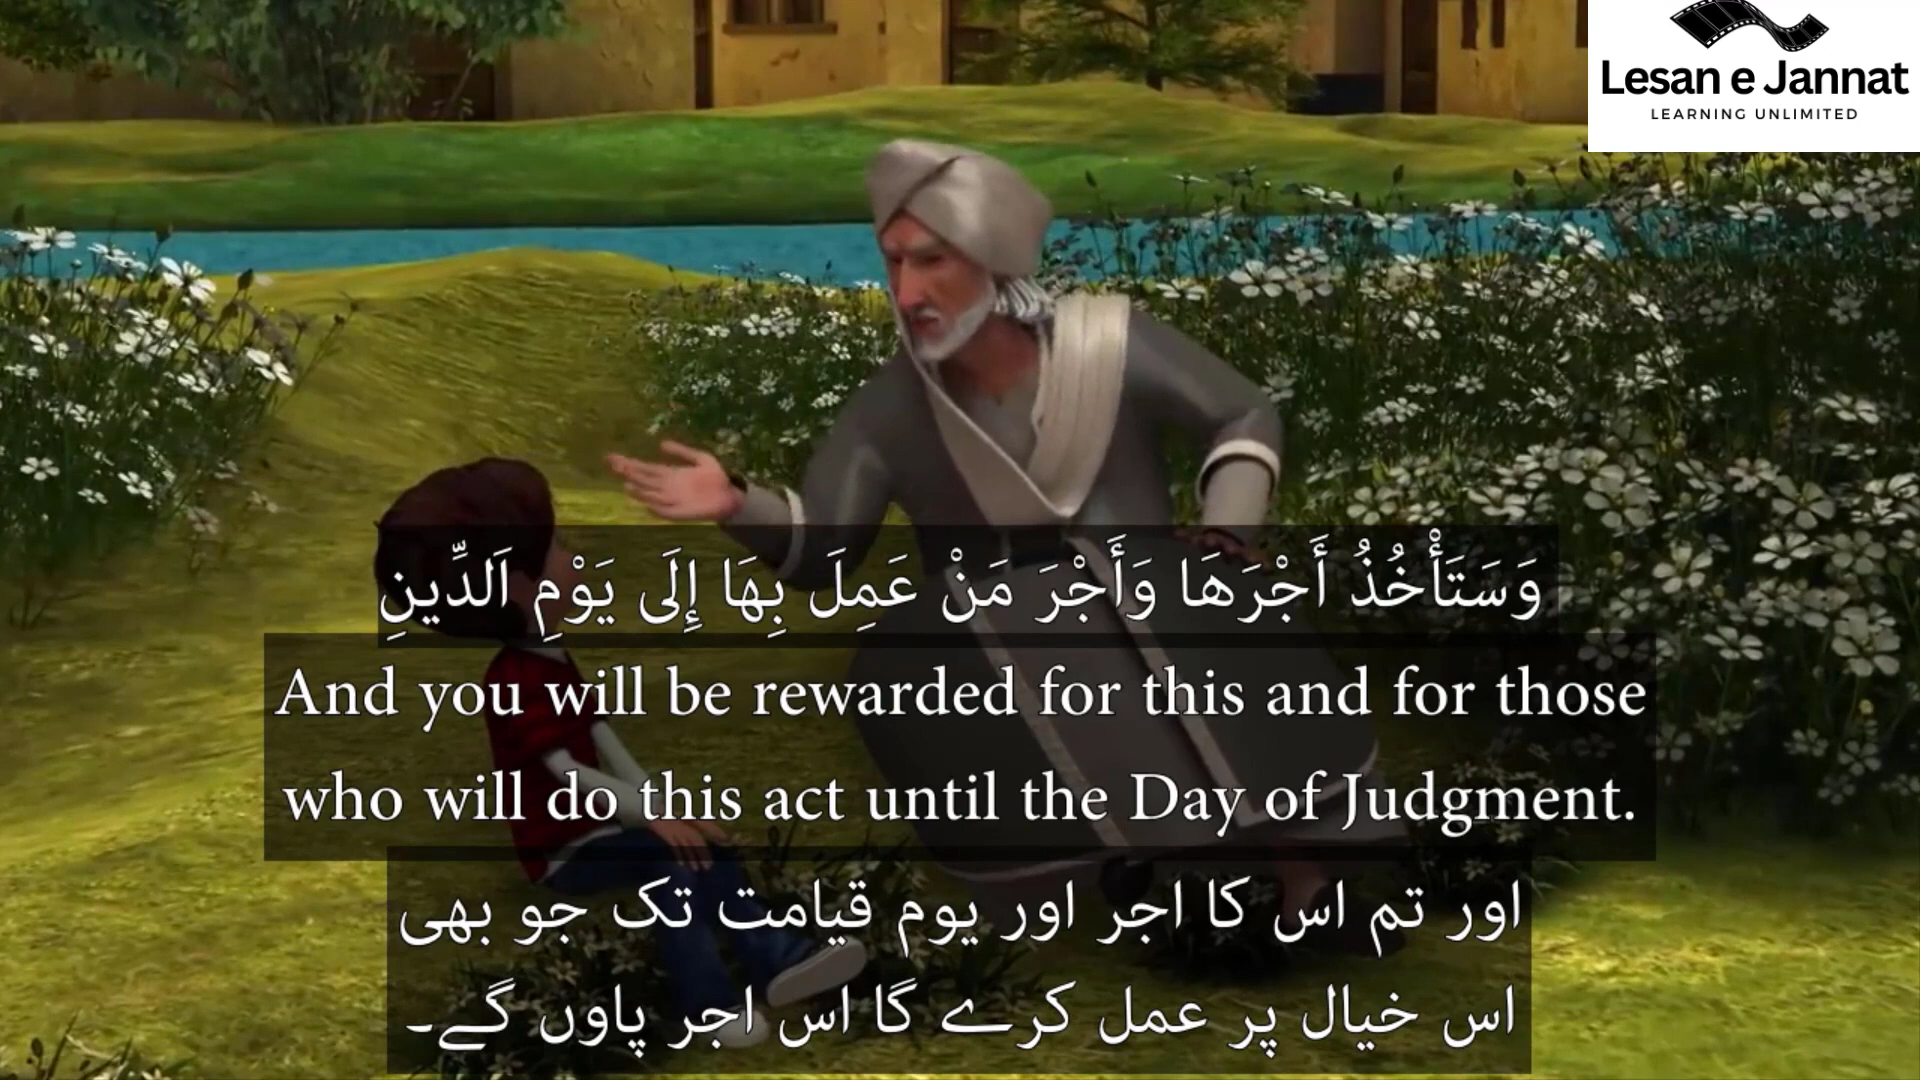 Lesan e Jannat
LEARNING UNLIMITED
وَسَتَأْخُذُ أَجْرَهَا وَأَجْرَ مَنْ عَمِلَ بِهَا إِلَى يَوْمِ اَلدِّينِ
And you will be rewarded for this and for those
who will do this act until the Day of Judgment.
اور تم اس کا اجر اور یوم قیامت تک جو بھی
اس خیال پر عمل کرے گا اس اجر پاوں گے۔